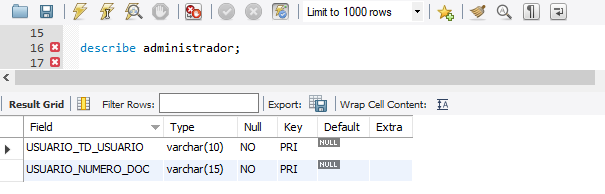 Limit to 1000 rows
15
16 describe administrador;
17
Result Grid Filter Rows: Export: Wrap Cell Content: IA
Field Type Null Key Default Extra
USUARIO_TD_USUARIO varchar(10) NO PRI NULL
USUARIO_NUMERO_DOC varchar(15) NO PRI NULL